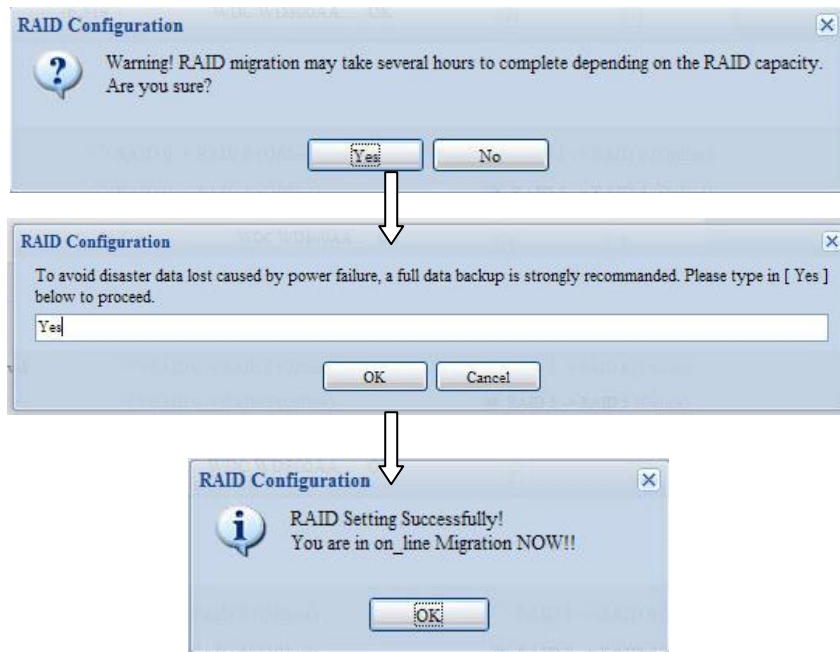 RAID Configuration
Warning! RAID migration may take several hours to complete depending on the RAID capacity.
Are you sure?
Yes
No
RAID Configuration
To avoid disaster data lost caused by power failure, a full data backup is strongly recommanded. Please type in [ Yes ]
below to proceed.
Yes
OK
Cancel
RAID Configuration
RAID Setting Successfully!
You are in on_line Migration NOW!!
OK